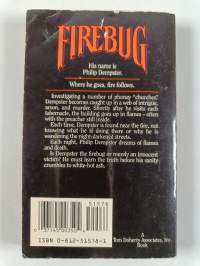 FIREBUG
His name is
Philip Dempster.
Where he goes, fire follows.
Investigating a number of phoney "churches,"
Dempster becomes caught up in a web of intrigue,
arson, and murder. Shortly after he visits each
tabernacle, the building goes up in flames – often
with the preacher still inside.
Each time, Dempster is found near the fire, not
knowing what he is doing there or why he is
wandering the night-darkened streets.
Each night, Philip Dempster dreams of flames
and death.
Is Dempster the firebug or merely an innocent
victim? He must learn the truth before his sanity
crumbles to white-hot ash.
51578
ISBN 0-812-51578-1
A
Tom Doherty Associates, Inc.
Book